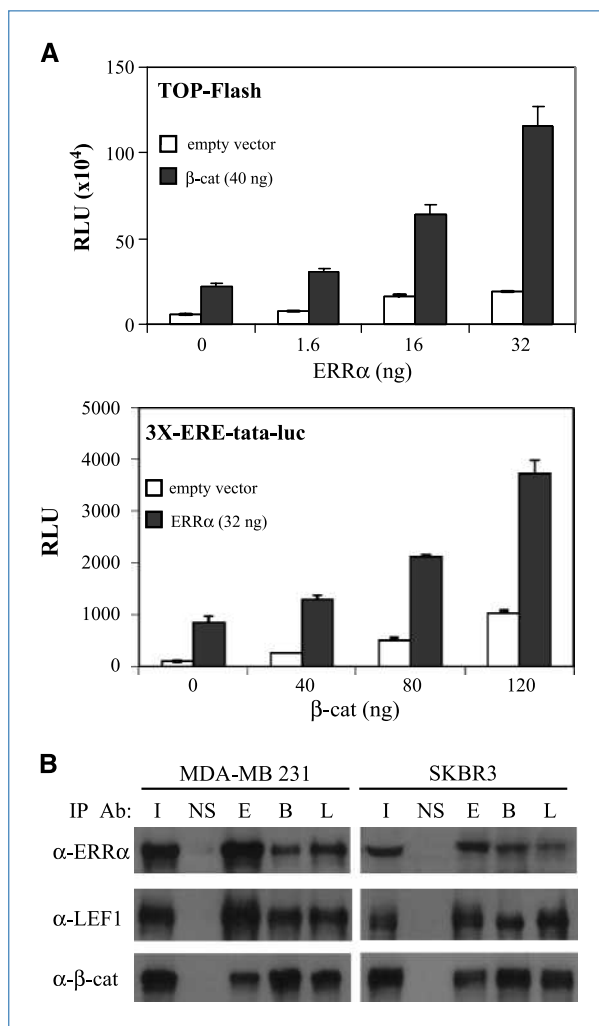 A
TOP-Flash
empty vector
β-cat (40 ng)
RLU (x10⁴)
150
100
50
0
0 1.6 16 32
ERRα (ng)
3X-ERE-tata-luc
empty vector
ERRα (32 ng)
RLU
5000
4000
3000
2000
1000
0
0 40 80 120
β-cat (ng)
B
MDA-MB 231 SKBR3
IP Ab: I NS E B L I NS E B L
α-ERRα
α-LEF1
α-β-cat